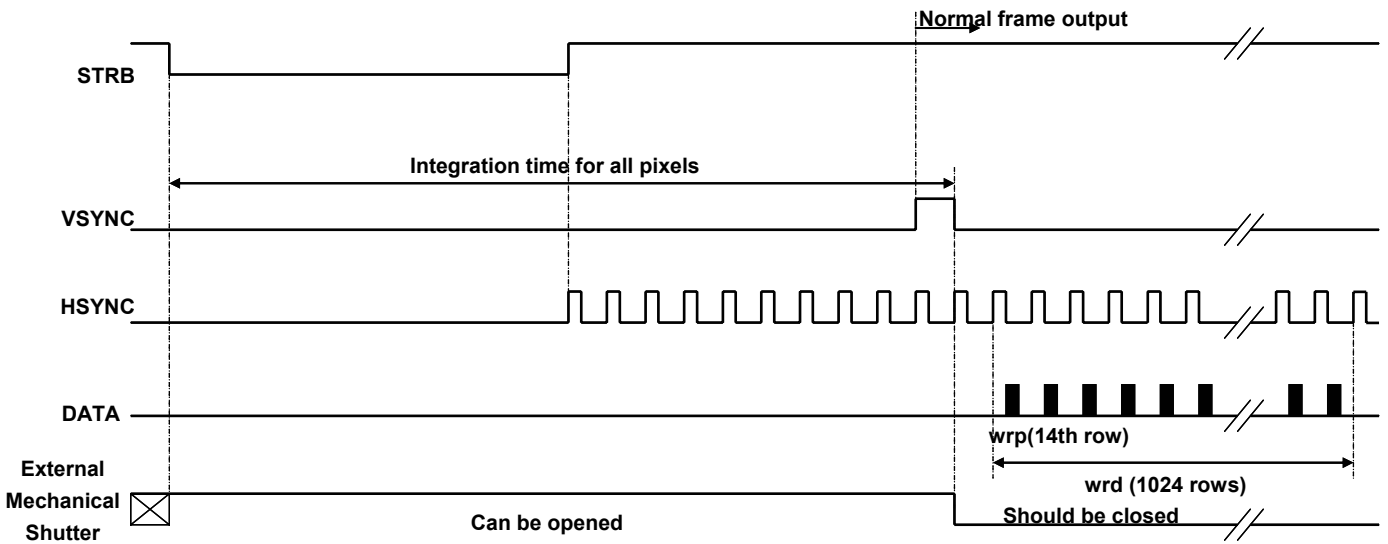 Normal frame output
STRB
Integration time for all pixels
VSYNC
HSYNC
DATA
wrp(14th row)
wrd (1024 rows)
External
Mechanical
Shutter
Can be opened
Should be closed